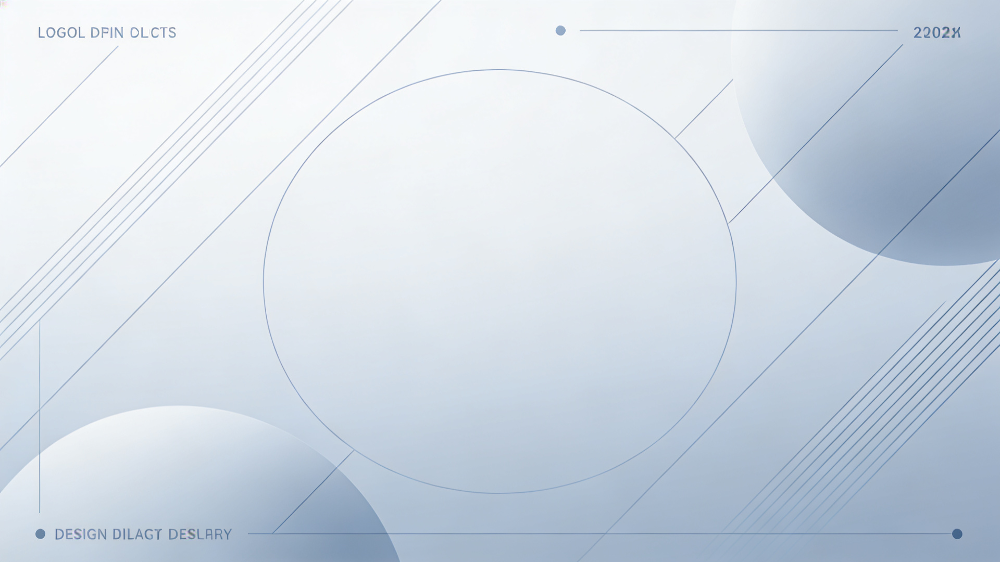 LOGOL DPIN OLCTS
2202X
DESIGN DILAGT DESLARY